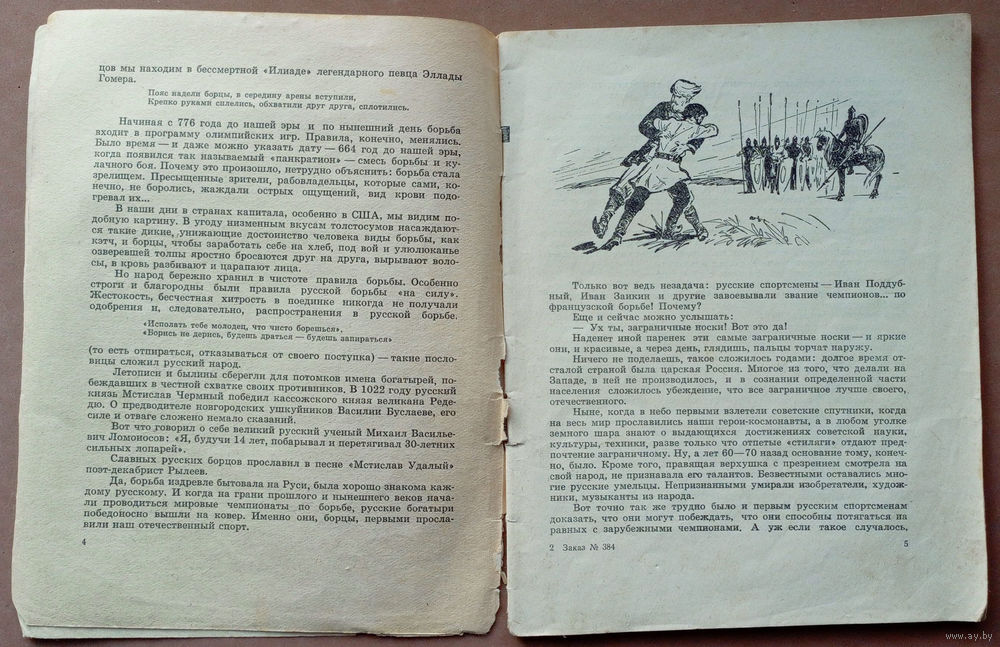 цов мы находим в бессмертной «Илиаде» легендарного певца Эллады
Гомера.
Пояс надели борцы, в середину арены вступили,
Крепко руками сплелись, обхватили друг друга, сплотились.
Начиная с 776 года до нашей эры и по нынешний день борьба
входит в программу олимпийских игр. Правила, конечно, менялись.
Было время — и даже можно указать дату — 664 год до нашей эры,
когда появился так называемый «панкратион» — смесь борьбы и ку-
лачного боя. Почему это произошло, нетрудно объяснить: борьба стала
зрелищем. Пресыщенные зрители, рабовладельцы, которые сами, ко-
нечно, не боролись, жаждали острых ощущений, вид крови подо-
гревал их...
В наши дни в странах капитала, особенно в США, мы видим по-
добную картину. В угоду низменным вкусам толстосумов насаждают-
ся такие дикие, унижающие достоинство человека виды борьбы, как
кэтч, и борцы, чтобы заработать себе на хлеб, под вой и улюлюканье
озверевшей толпы яростно бросаются друг на друга, вырывают воло-
сы, в кровь разбивают и царапают лица.
Но народ бережно хранил в чистоте правила борьбы. Особенно
строги и благородны были правила русской борьбы «на силу».
Жестокость, бесчестная хитрость в поединке никогда не получали
одобрения и, следовательно, распространения в русской борьбе.
«Исполать тебе молодец, что чисто борешься»,
«Ворись не дерись, будешь драться — будешь запираться»
(то есть отпираться, отказываться от своего поступка) — такие посло-
вицы сложил русский народ.
Летописи и былины сберегли для потомков имена богатырей, по-
беждавших в честной схватке своих противников. В 1022 году русский
князь Мстислав Чермный победил кассожского князя великана Реде-
дю. О предводителе новгородских ушкуйников Василии Буслаеве, его
силе и отваге сложено немало сказаний.
Вот что говорил о себе великий русский ученый Михаил Василье-
вич Ломоносов: «Я, будучи 14 лет, побарывал и перетягивал 30-летних
сильных лопарей».
Славных русских борцов прославил в песне «Мстислав Удалый»
поэт-декабрист Рылеев.
Да, борьба издревле бытовала на Руси, была хорошо знакома каж-
дому русскому. И когда на грани прошлого и нынешнего веков нача-
ли проводиться мировые чемпионаты по борьбе, русские богатыри
победоносно вышли на ковер. Именно они, борцы, первыми просла-
вили наш отечественный спорт.
4
Только вот ведь незадача: русские спортсмены — Иван Поддуб-
ный, Иван Заикин и другие завоевывали звание чемпионов... по
французской борьбе! Почему?
Еще и сейчас можно услышать:
— Ух ты, заграничные носки! Вот это да!
Наденет иной паренек эти самые заграничные носки — и яркие
они, и красивые, а через день, глядишь, пальцы торчат наружу.
Ничего не поделаешь, такое сложилось годами: долгое время от-
сталой страной была царская Россия. Многое из того, что делали на
Западе, в ней не производилось, и в сознании определенной части
населения сложилось убеждение, что все заграничное лучше своего,
отечественного.
Ныне, когда в небо первыми взлетели советские спутники, когда
на весь мир прославились наши герои-космонавты, а в любом уголке
земного шара знают о выдающихся достижениях советской науки,
культуры, техники, разве только что отпетые «стиляги» отдают пред-
почтение заграничному. Ну, а лет 60—70 назад основание тому, конеч-
но, было. Кроме того, правящая верхушка с презрением смотрела на
свой народ, не признавала его талантов. Безвестными оставались мно-
гие русские умельцы. Непризнанными умирали изобретатели, худож-
ники, музыканты из народа.
Вот точно так же трудно было и первым русским спортсменам
доказать, что они могут побеждать, что они способны потягаться на
равных с зарубежными чемпионами. А уж если такое случалось,
2 Заказ № 384
5
www.ay.by